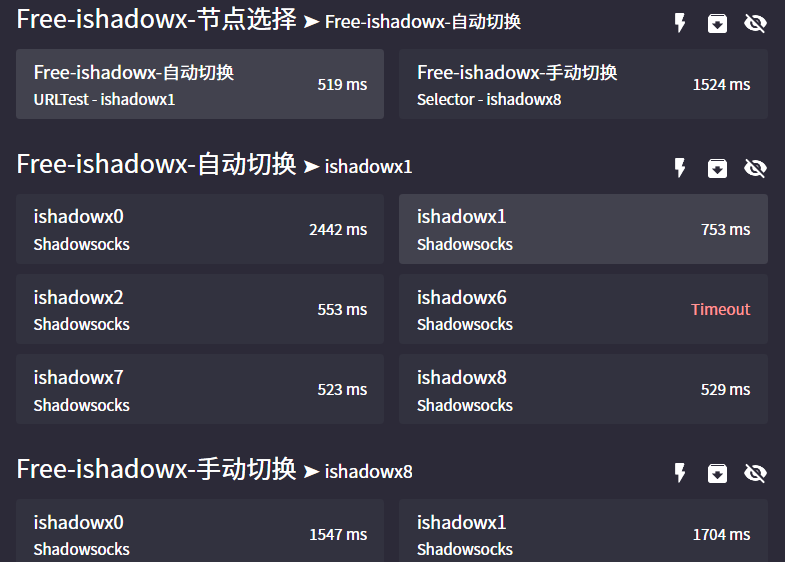 Free-ishadowx-节点选择 ➤ Free-ishadowx-自动切换
Free-ishadowx-自动切换
URLTest - ishadowx1
519 ms
Free-ishadowx-手动切换
Selector - ishadowx8
1524 ms
Free-ishadowx-自动切换 ➤ ishadowx1
ishadowx0
Shadowsocks
2442 ms
ishadowx1
Shadowsocks
753 ms
ishadowx2
Shadowsocks
553 ms
ishadowx6
Shadowsocks
Timeout
ishadowx7
Shadowsocks
523 ms
ishadowx8
Shadowsocks
529 ms
Free-ishadowx-手动切换 ➤ ishadowx8
ishadowx0
Shadowsocks
1547 ms
ishadowx1
Shadowsocks
1704 ms